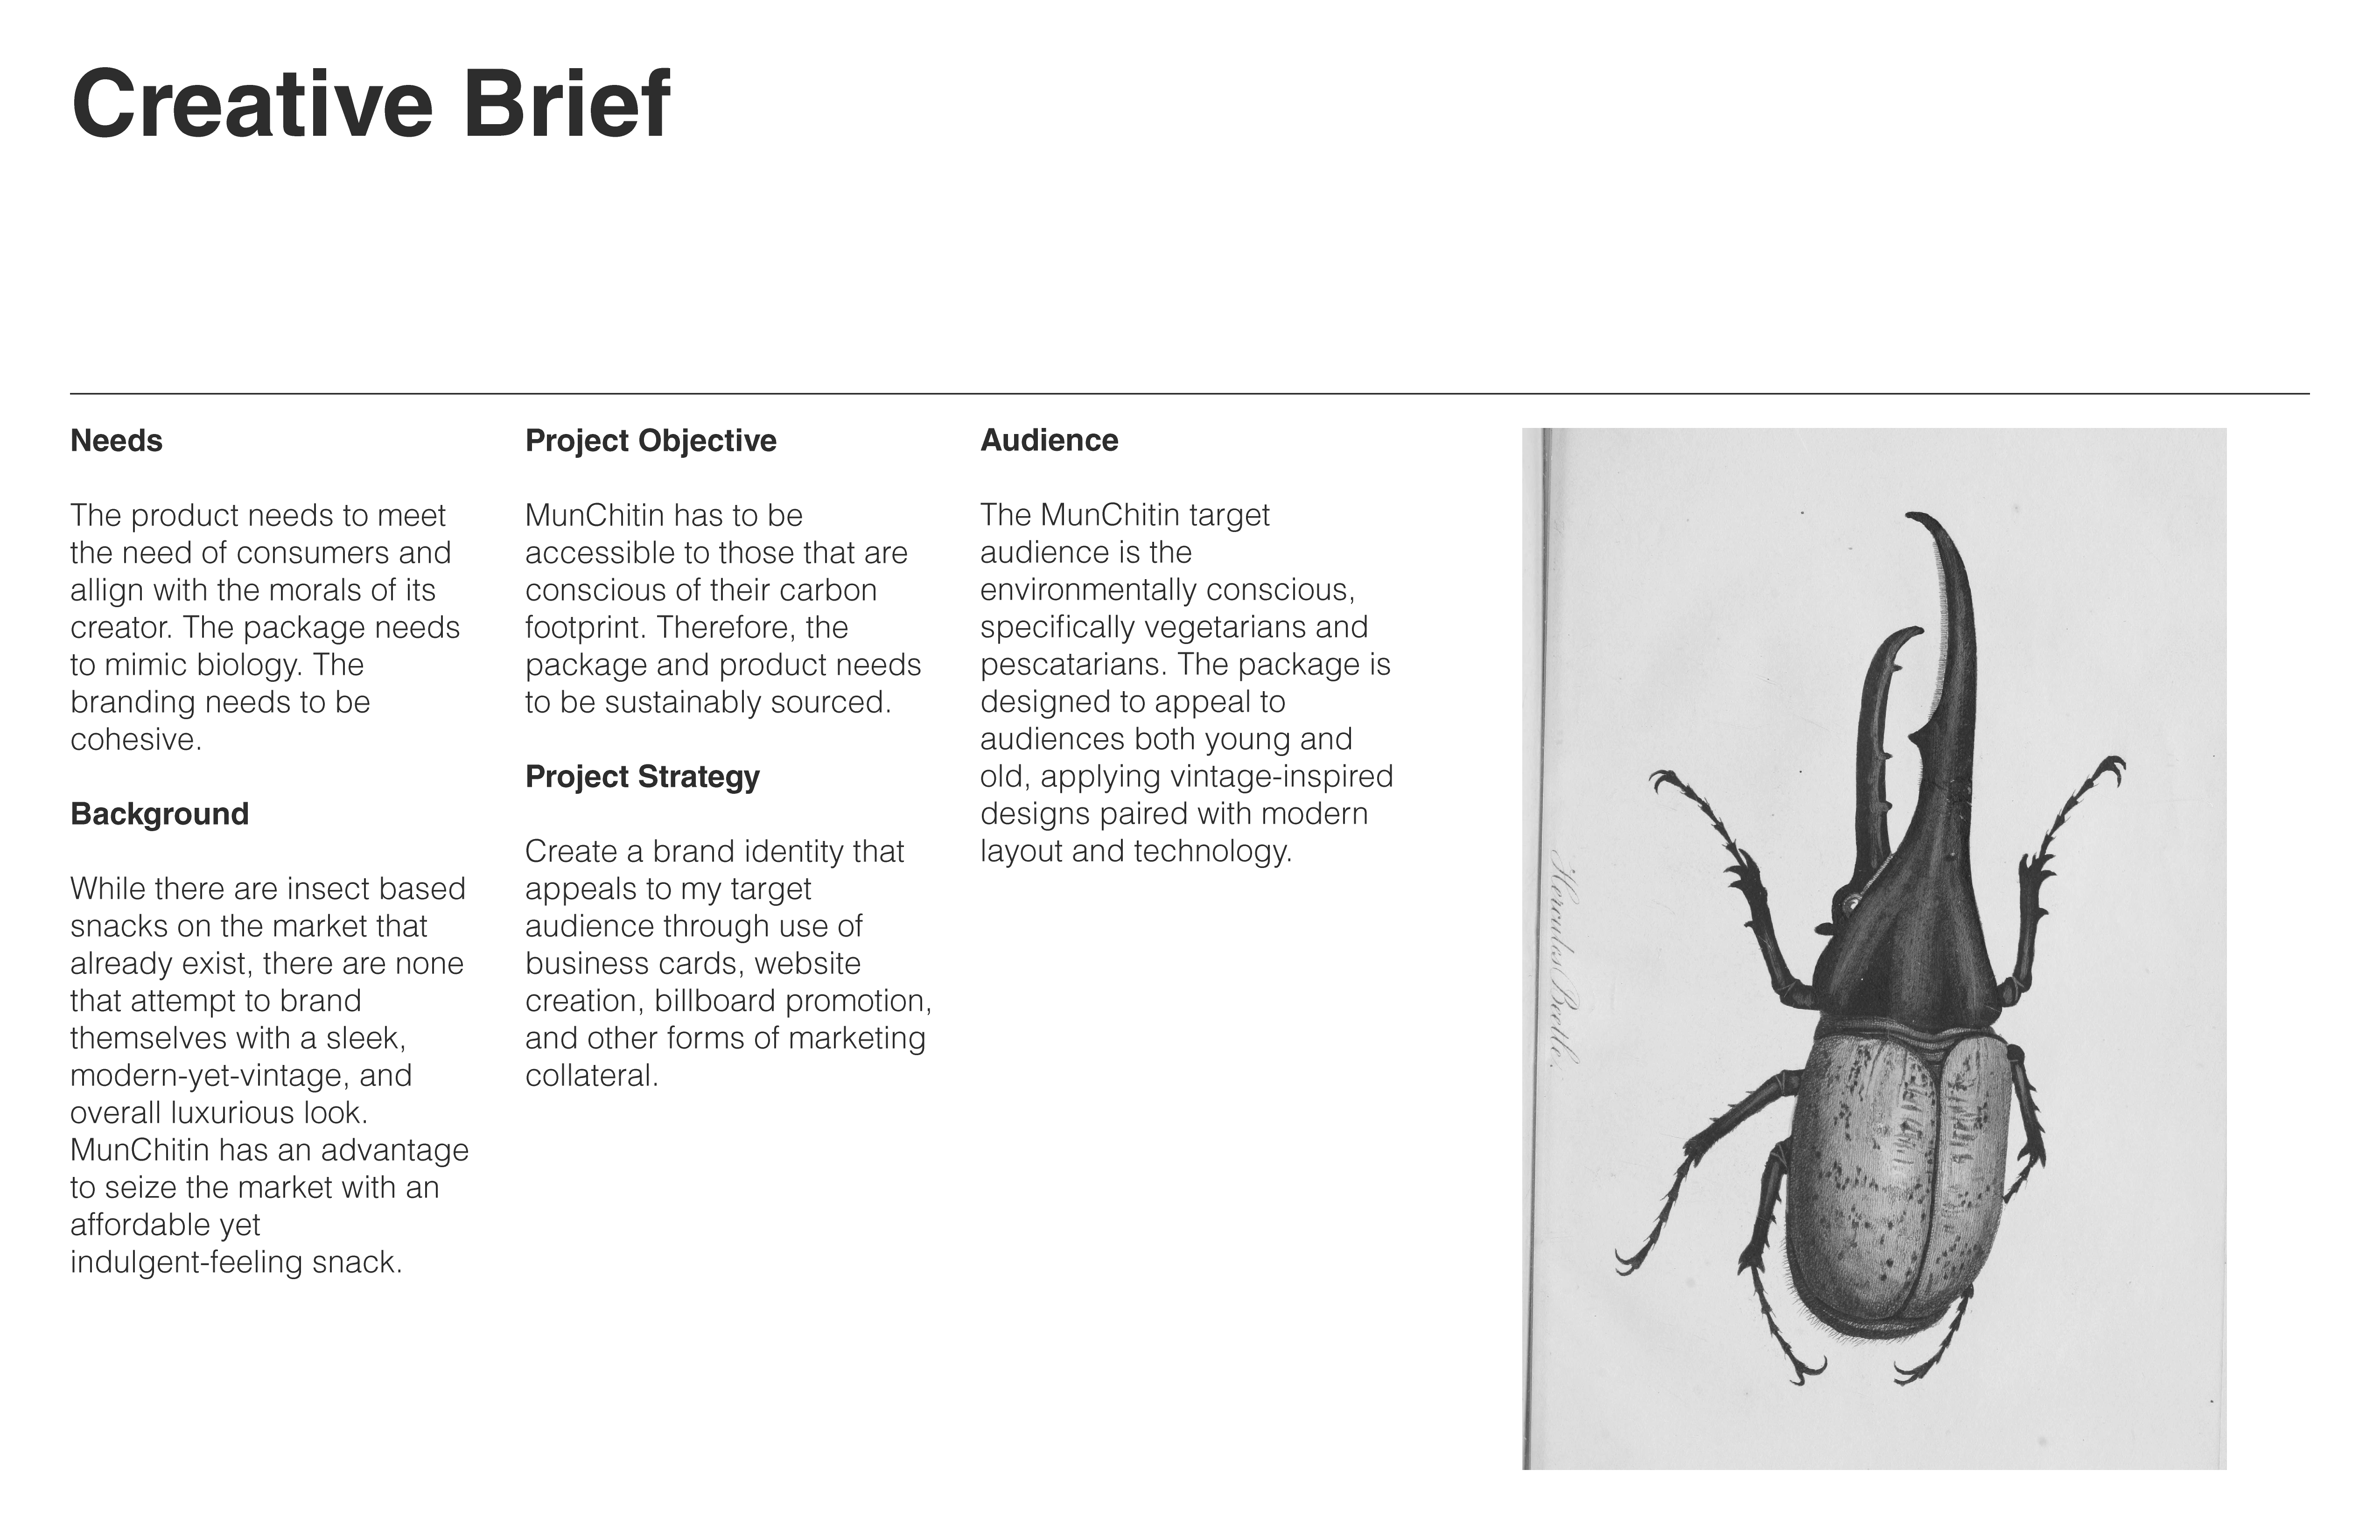 Creative Brief
Needs
The product needs to meet
the need of consumers and
allign with the morals of its
creator. The package needs
to mimic biology. The
branding needs to be
cohesive.
Background
While there are insect based
snacks on the market that
already exist, there are none
that attempt to brand
themselves with a sleek,
modern-yet-vintage, and
overall luxurious look.
MunChitin has an advantage
to seize the market with an
affordable yet
indulgent-feeling snack.
Project Objective
MunChitin has to be
accessible to those that are
conscious of their carbon
footprint. Therefore, the
package and product needs
to be sustainably sourced.
Project Strategy
Create a brand identity that
appeals to my target
audience through use of
business cards, website
creation, billboard promotion,
and other forms of marketing
collateral.
Audience
The MunChitin target
audience is the
environmentally conscious,
specifically vegetarians and
pescatarians. The package is
designed to appeal to
audiences both young and
old, applying vintage-inspired
designs paired with modern
layout and technology.
Hercules Beetle.